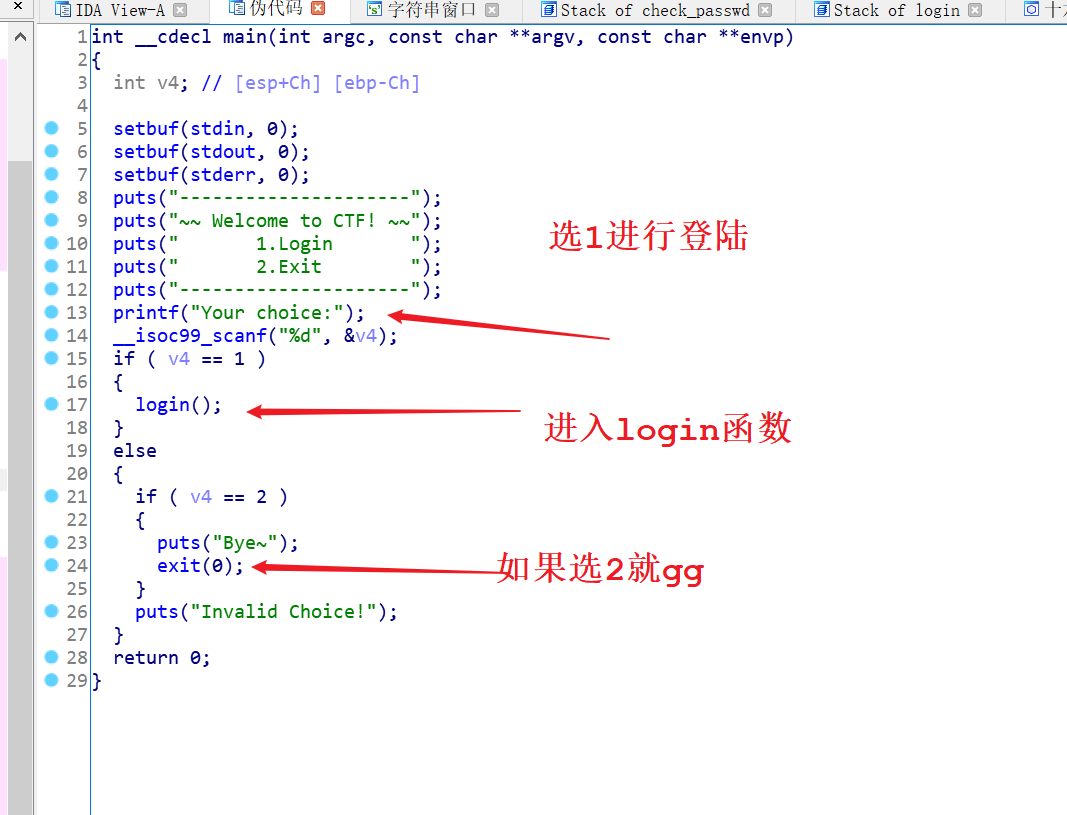 IDA View-A 伪代码 字符串窗口 Stack of check_passwd Stack of login
1 int __cdecl main(int argc, const char **argv, const char **envp)
2 {
3   int v4; // [esp+Ch] [ebp-Ch]
4
5   setbuf(stdin, 0);
6   setbuf(stdout, 0);
7   setbuf(stderr, 0);
8   puts("---------------------");
9   puts("~~ Welcome to CTF! ~~");
10   puts("       1.Login       ");
11   puts("       2.Exit        ");
选1进行登陆
12   puts("---------------------");
13   printf("Your choice:");
14   __isoc99_scanf("%d", &v4);
15   if ( v4 == 1 )
16   {
17     login();
进入login函数
18   }
19   else
20   {
21     if ( v4 == 2 )
22     {
23       puts("Bye~");
24       exit(0);
如果选2就gg
25     }
26     puts("Invalid Choice!");
27   }
28   return 0;
29 }